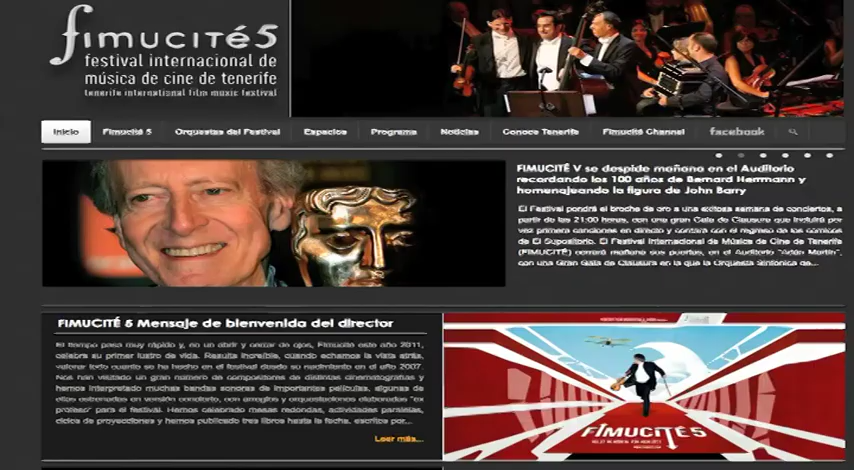 fimucité5
festival internacional de
música de cine de tenerife
tenerife international film music festival
Inicio Fimucité 5 Orquestas del Festival Espacios Programa Noticias Conoce Tenerife Fimucité Channel facebook
FIMUCITÉ V se despide mañana en el Auditorio
recordando los 100 años de Bernard Herrmann y
homenajeando la figura de John Barry
El Festival pondrá el broche de oro a una exitosa semana de conciertos, a
partir de las 21:00 horas, con una gran Gala de Clausura que incluirá por
vez primera canciones en directo y contará con el regreso de los cómicos
de El Supositorio. El Festival Internacional de Música de Cine de Tenerife
(FIMUCITÉ) cerrará mañana sus puertas, en el Auditorio "Adán Martín",
con una Gran Gala de Clausura en la que la Orquesta Sinfónica de...
FIMUCITÉ 5 Mensaje de bienvenida del director
El tiempo pasa muy rápido y, en un abrir y cerrar de ojos, Fimucité este año 2011,
celebra su primer lustro de vida. Resulta increíble, cuando echamos la vista atrás,
valorar todo cuanto se ha hecho en el festival desde su nacimiento en el año 2007.
Nos han visitado un gran número de compositores de distintas cinematografías y
hemos interpretado muchas bandas sonoras de importantes películas, algunas de
ellas estrenadas en versión concierto, con arreglos y orquestaciones elaborados "ex
profeso" para el festival. Hemos celebrado mesas redondas, actividades paralelas,
ciclos de proyecciones y hemos publicado tres libros hasta la fecha, escritos por...
Leer más...
FIMUCITÉ5